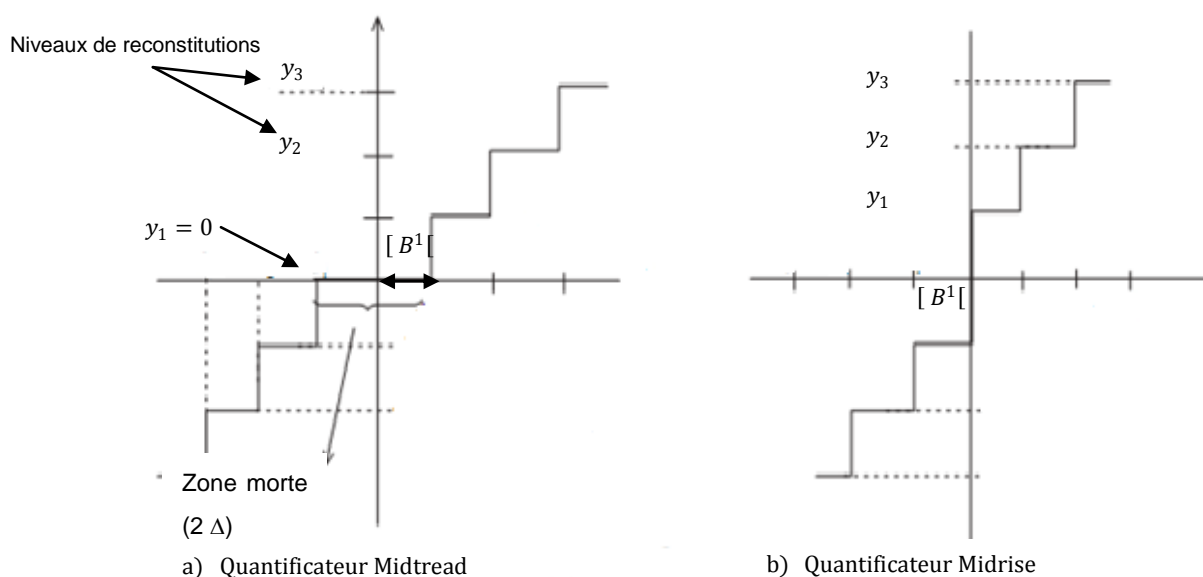 Niveaux de reconstitutions
y₃
y₂
y₁ = 0
[ B¹[
Zone morte
(2 Δ)
a) Quantificateur Midtread
y₃
y₂
y₁
[ B¹[
b) Quantificateur Midrise